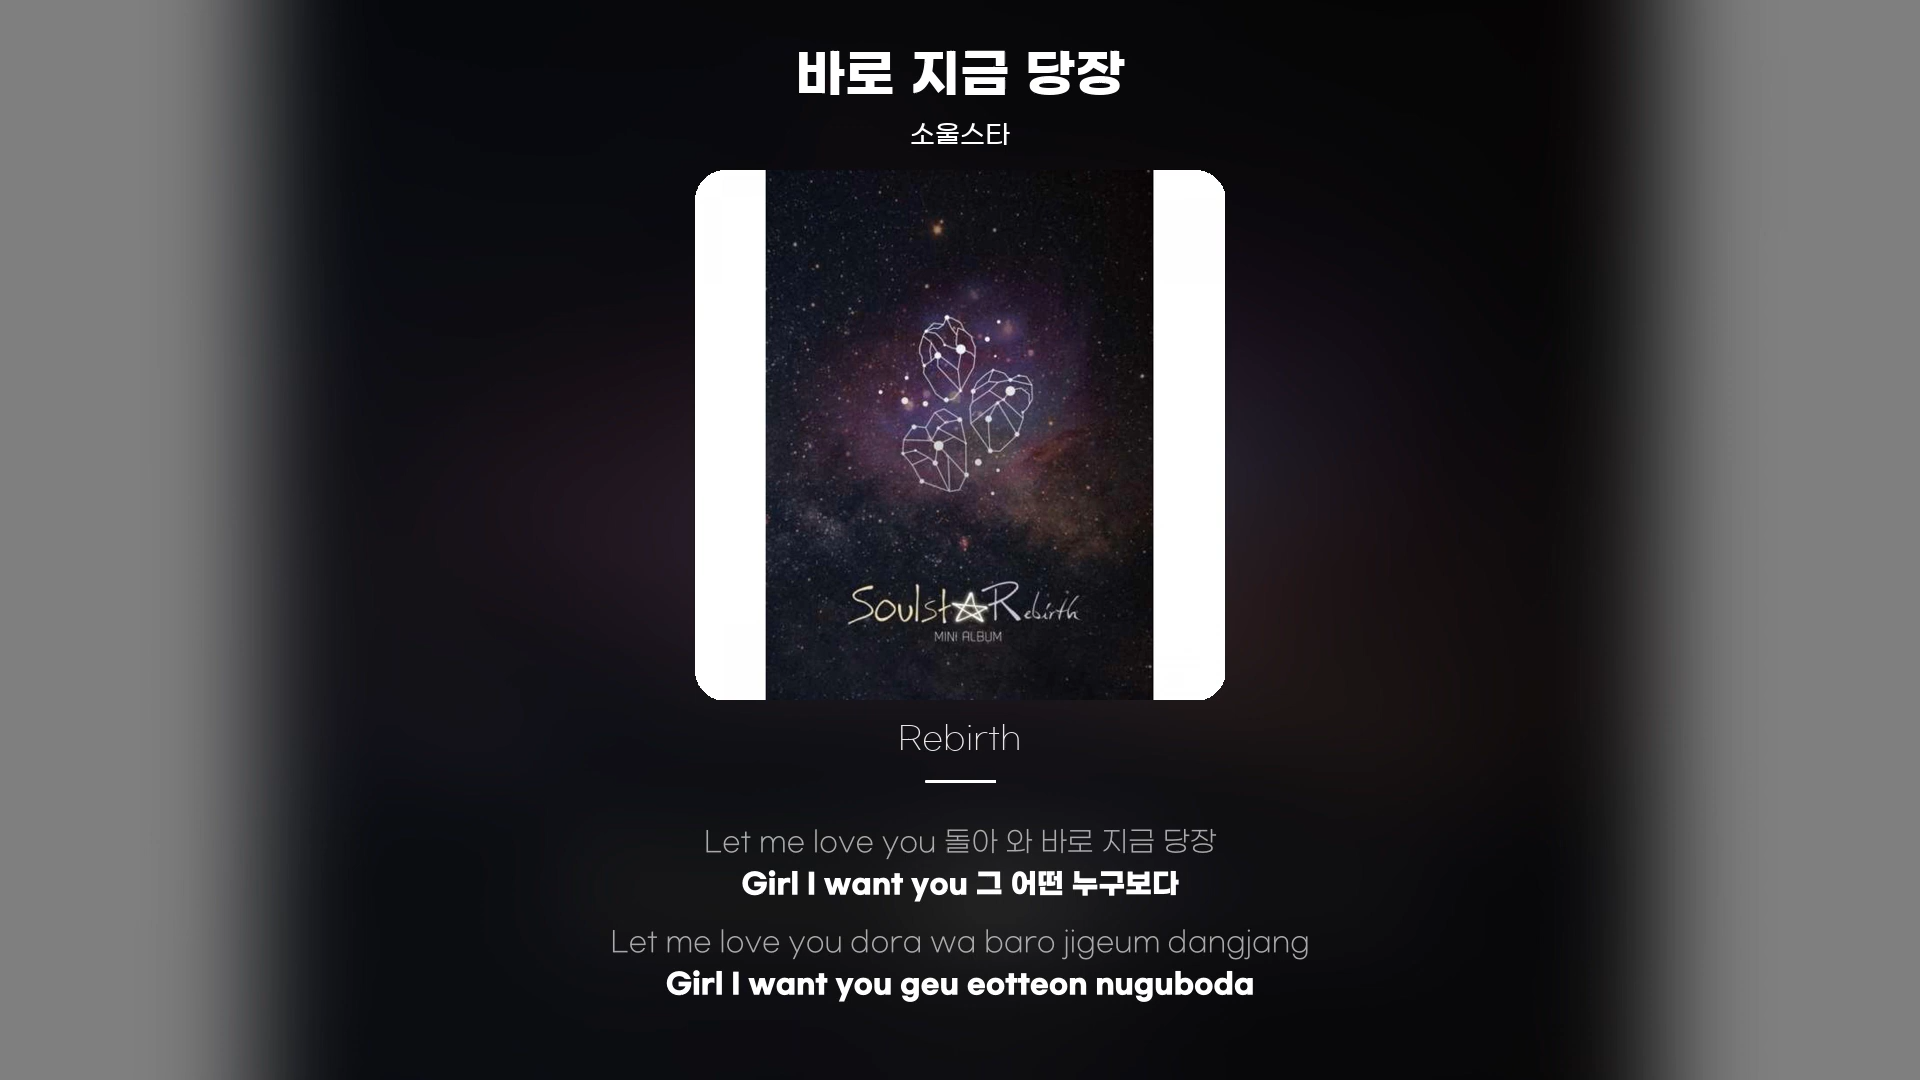 바로 지금 당장
소울스타
Soulst☆Rebirth
MINI ALBUM
Rebirth
Let me love you 돌아 와 바로 지금 당장
Girl I want you 그 어떤 누구보다
Let me love you dora wa baro jigeum dangjang
Girl I want you geu eotteon nuguboda